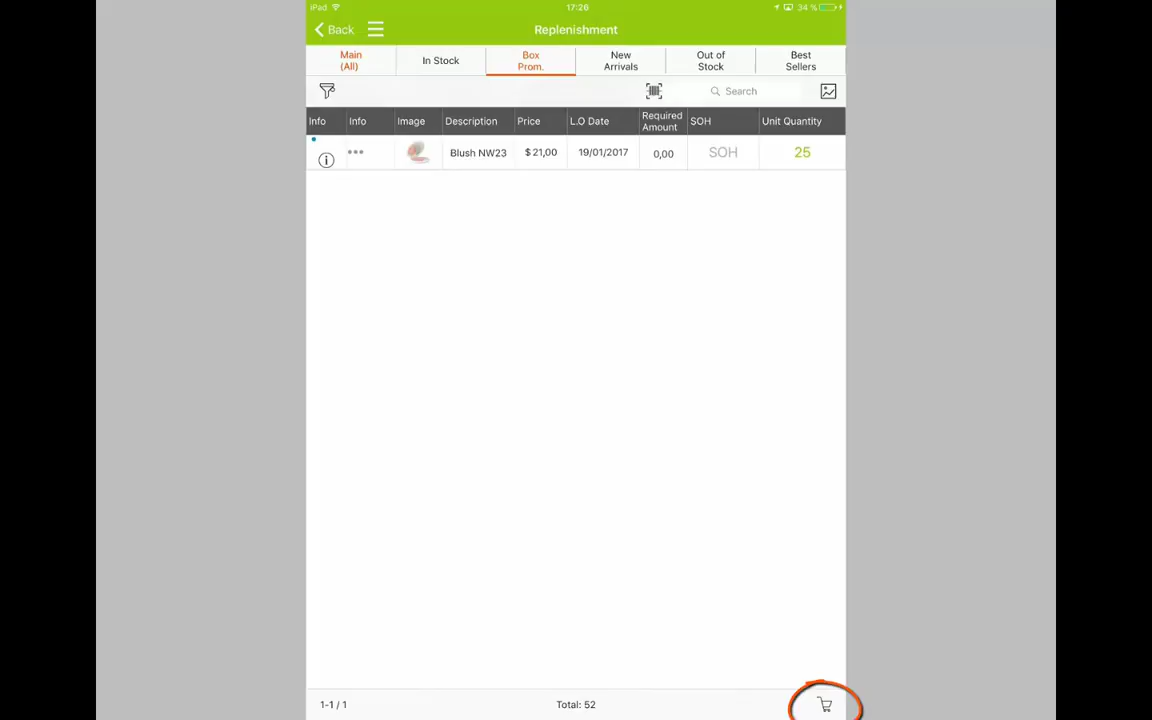 iPad 17:26 34 %
Back Replenishment
Main
(All)
In Stock
Box
Prom.
New
Arrivals
Out of
Stock
Best
Sellers
Search
Info Info Image Description Price L.O Date Required
Amount SOH Unit Quantity
Blush NW23 $21,00 19/01/2017 0,00 SOH 25
1-1 / 1 Total: 52